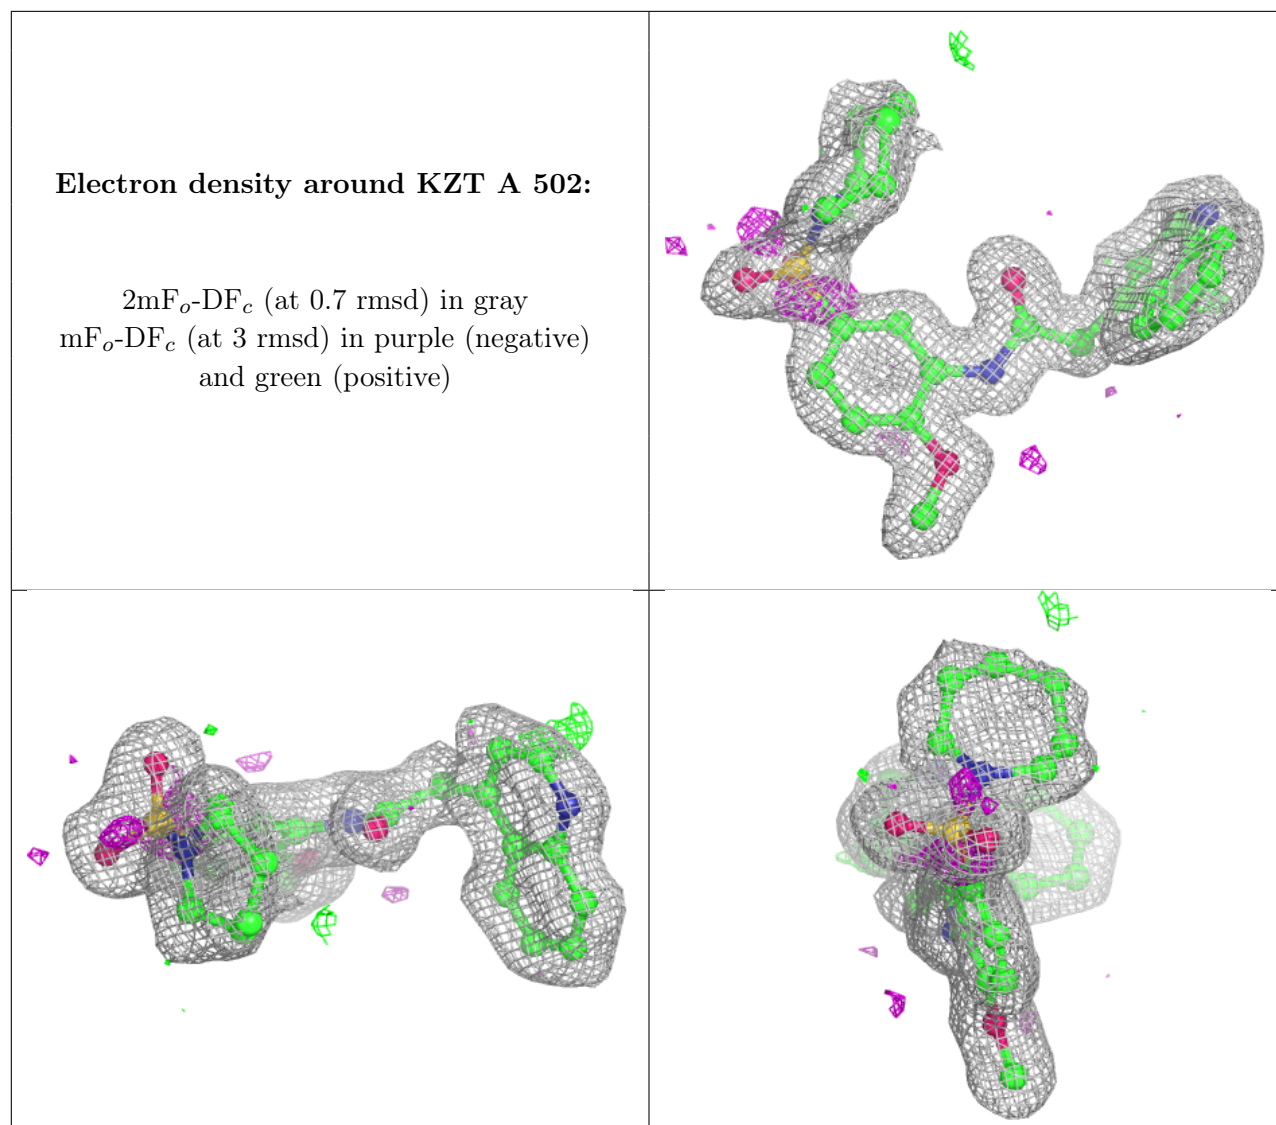 Electron density around KZT A 502:
2mFo-DFc (at 0.7 rmsd) in gray
mFo-DFc (at 3 rmsd) in purple (negative)
and green (positive)